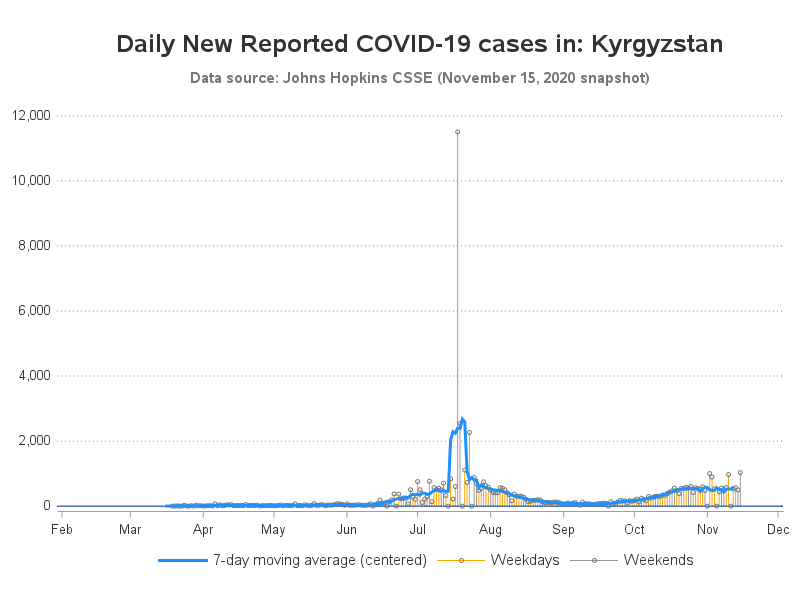 Daily New Reported COVID-19 cases in: Kyrgyzstan
Data source: Johns Hopkins CSSE (November 15, 2020 snapshot)
12,000
10,000
8,000
6,000
4,000
2,000
0
Feb Mar Apr May Jun Jul Aug Sep Oct Nov Dec
7-day moving average (centered) Weekdays Weekends